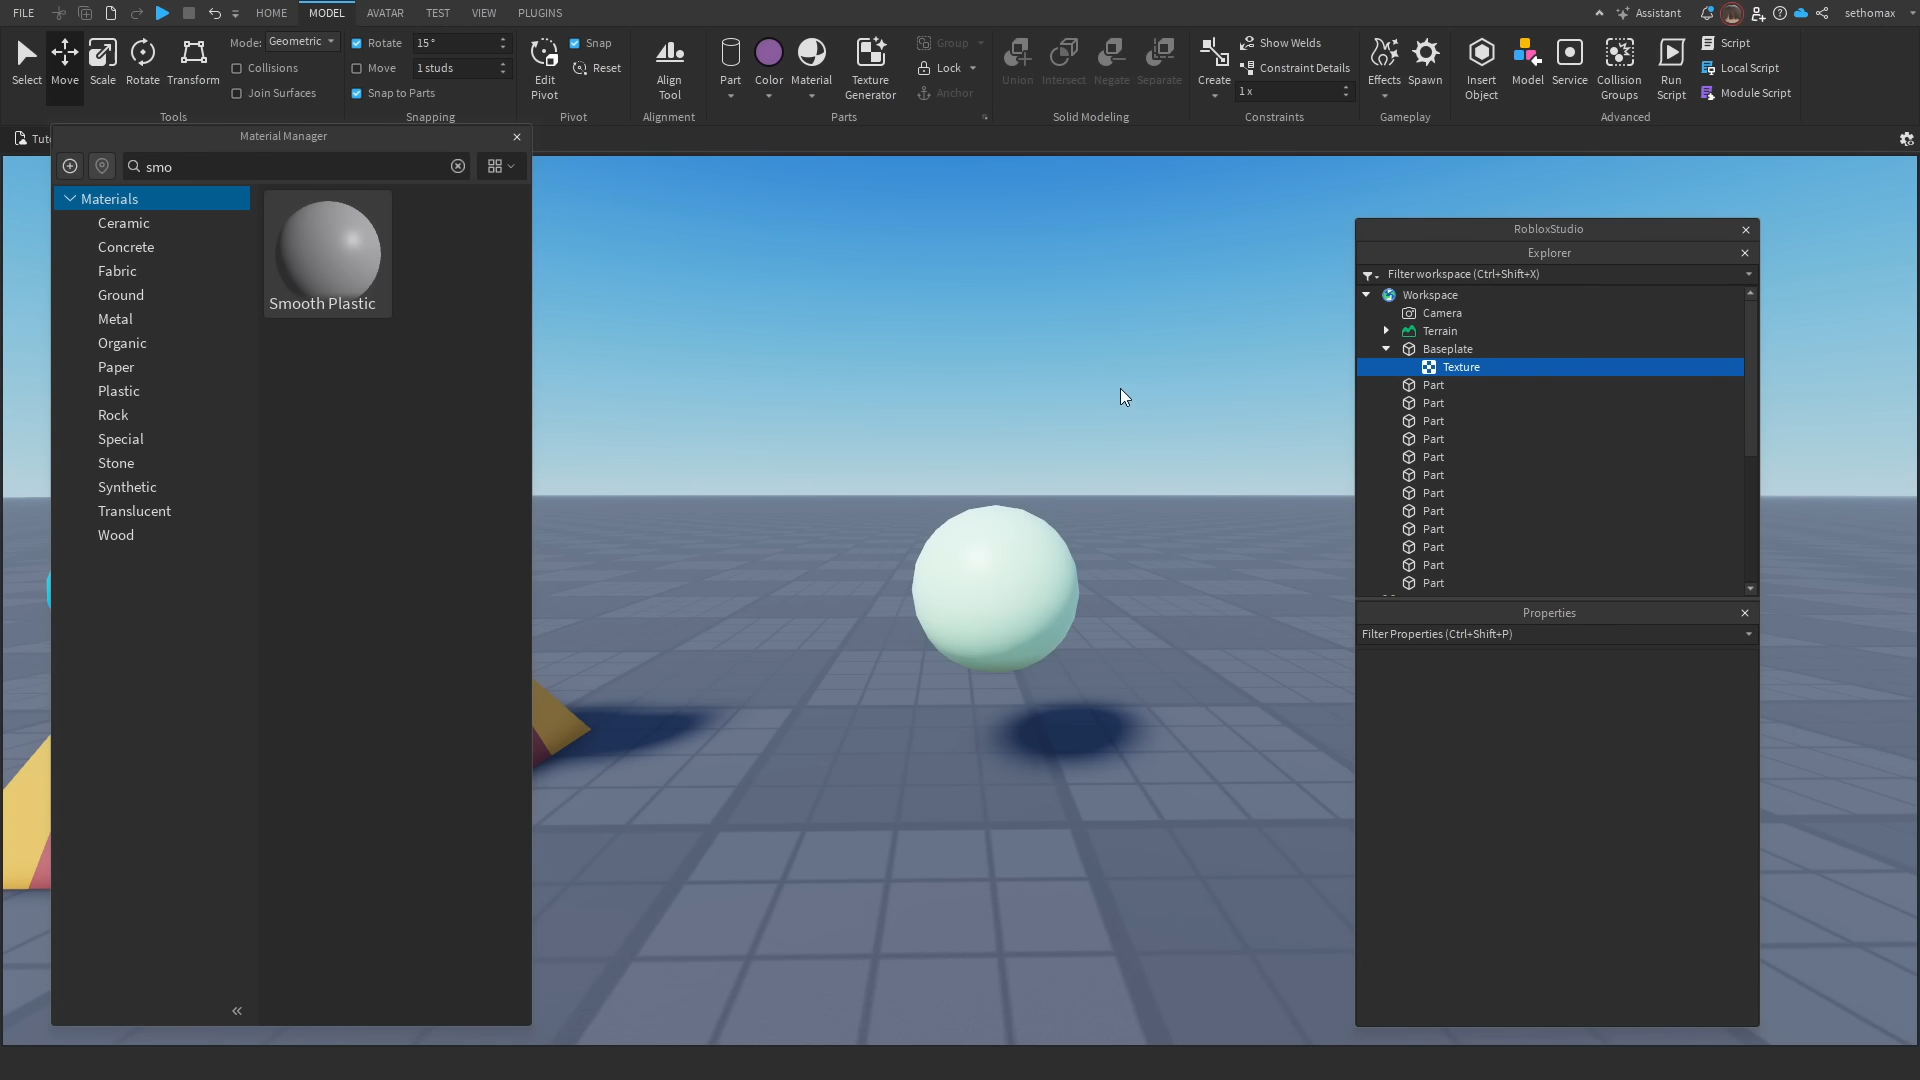 FILE HOME MODEL AVATAR TEST VIEW PLUGINS Assistant sethomax
Select Move Scale Rotate Transform
Mode: Geometric
Collisions
Join Surfaces
Tools
Rotate 15°
Move 1 studs
Snap to Parts
Snapping
Edit Pivot
Snap
Reset
Pivot
Align Tool
Alignment
Part Color Material Texture Generator
Group
Lock
Anchor
Parts
Union Intersect Negate Separate
Solid Modeling
Create
Show Welds
Constraint Details
1 x
Constraints
Effects Spawn
Gameplay
Insert Object
Model
Service
Collision Groups
Run Script
Script
Local Script
Module Script
Advanced
Tut
Material Manager
smo
Materials
Ceramic
Concrete
Fabric
Ground
Metal
Organic
Paper
Plastic
Rock
Special
Stone
Synthetic
Translucent
Wood
Smooth Plastic
RobloxStudio
Explorer
Filter workspace (Ctrl+Shift+X)
Workspace
Camera
Terrain
Baseplate
Texture
Part
Part
Part
Part
Part
Part
Part
Part
Part
Part
Part
Part
Properties
Filter Properties (Ctrl+Shift+P)